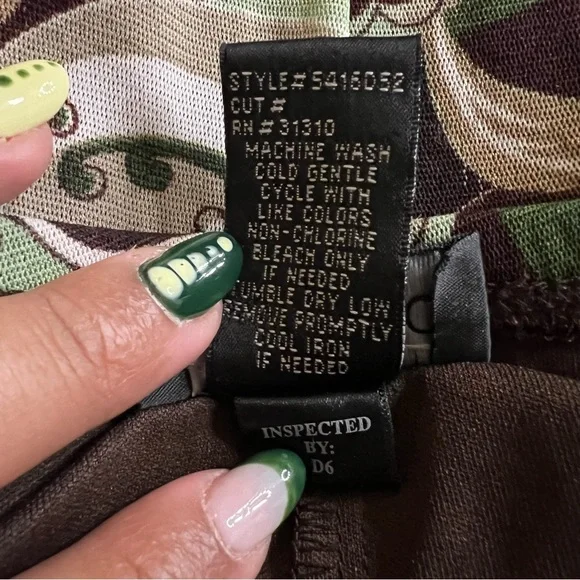 STYLE# 5416D52
CUT #
RN # 31310
MACHINE WASH
COLD GENTLE
CYCLE WITH
LIKE COLORS
NON-CHLORINE
BLEACH ONLY
IF NEEDED
TUMBLE DRY LOW
REMOVE PROMPTLY
COOL IRON
IF NEEDED
INSPECTED
BY:
D6